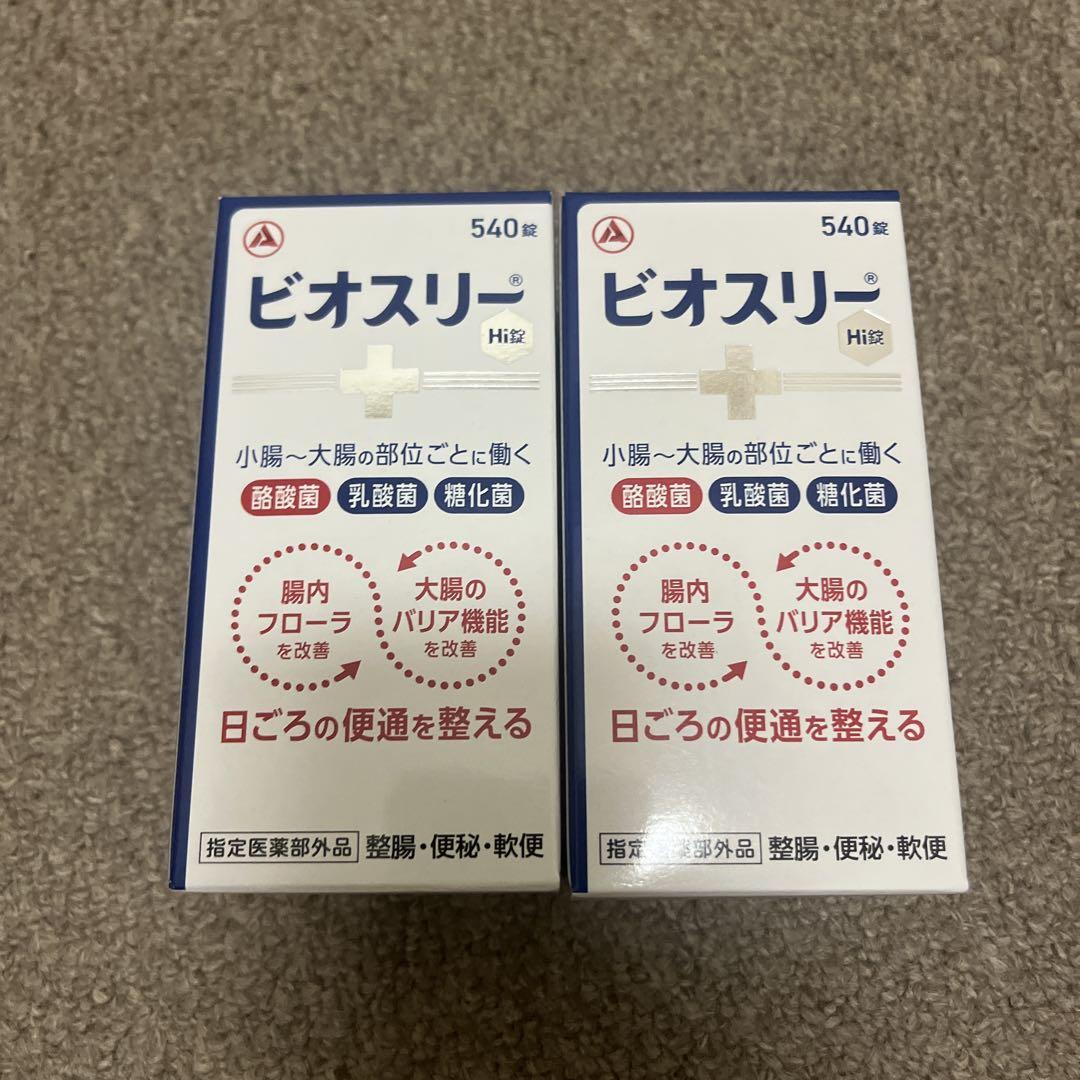 540錠
ビオスリー®
Hi錠
小腸～大腸の部位ごとに働く
酪酸菌 乳酸菌 糖化菌
腸内
フローラ
を改善
大腸の
バリア機能
を改善
日ごろの便通を整える
指定医薬部外品 整腸・便秘・軟便
540錠
ビオスリー®
Hi錠
小腸～大腸の部位ごとに働く
酪酸菌 乳酸菌 糖化菌
腸内
フローラ
を改善
大腸の
バリア機能
を改善
日ごろの便通を整える
指定医薬部外品 整腸・便秘・軟便